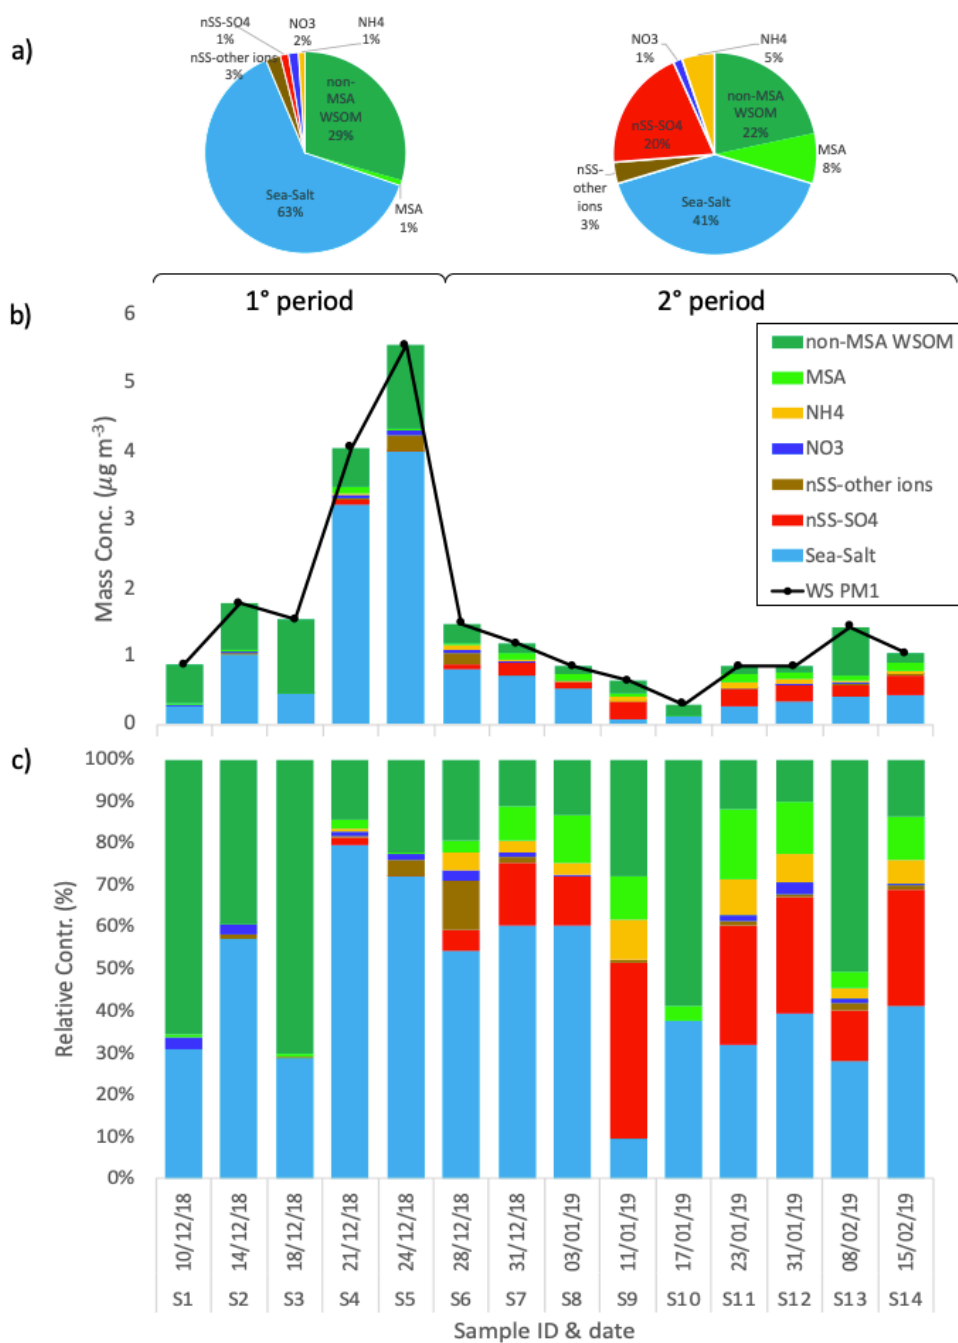 a)
nSS-SO4
1%
NO3
2%
NH4
1%
nSS-other ions
3%
non-
MSA
WSOM
29%
Sea-Salt
63%
MSA
1%
NO3
1%
NH4
5%
non-MSA
WSOM
22%
nSS-SO4
20%
MSA
8%
nSS-
other
ions
3%
Sea-Salt
41%
1° period
2° period
b)
Mass Conc. (μg m-3)
6
5
4
3
2
1
0
non-MSA WSOM
MSA
NH4
NO3
nSS-other ions
nSS-SO4
Sea-Salt
WS PM1
c)
Relative Contr. (%)
100%
90%
80%
70%
60%
50%
40%
30%
20%
10%
0%
10/12/18
14/12/18
18/12/18
21/12/18
24/12/18
28/12/18
31/12/18
03/01/19
11/01/19
17/01/19
23/01/19
31/01/19
08/02/19
15/02/19
S1 S2 S3 S4 S5 S6 S7 S8 S9 S10 S11 S12 S13 S14
Sample ID & date